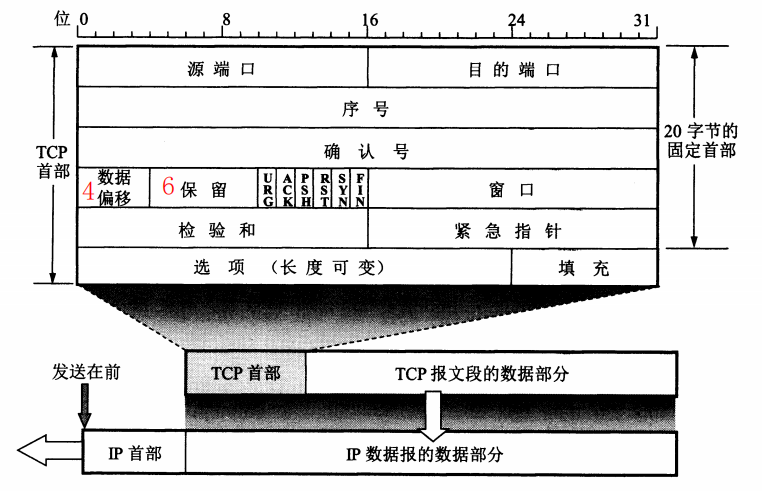 位 0 8 16 24 31
源端口 目的端口
序号
确认号
TCP
首部
20字节的
固定首部
4 数据
偏移
6 保留
URG
ACK
PSH
RST
SYN
FIN
窗口
检验和 紧急指针
选项（长度可变） 填充
TCP 首部 TCP 报文段的数据部分
发送在前
IP 首部 IP 数据报的数据部分